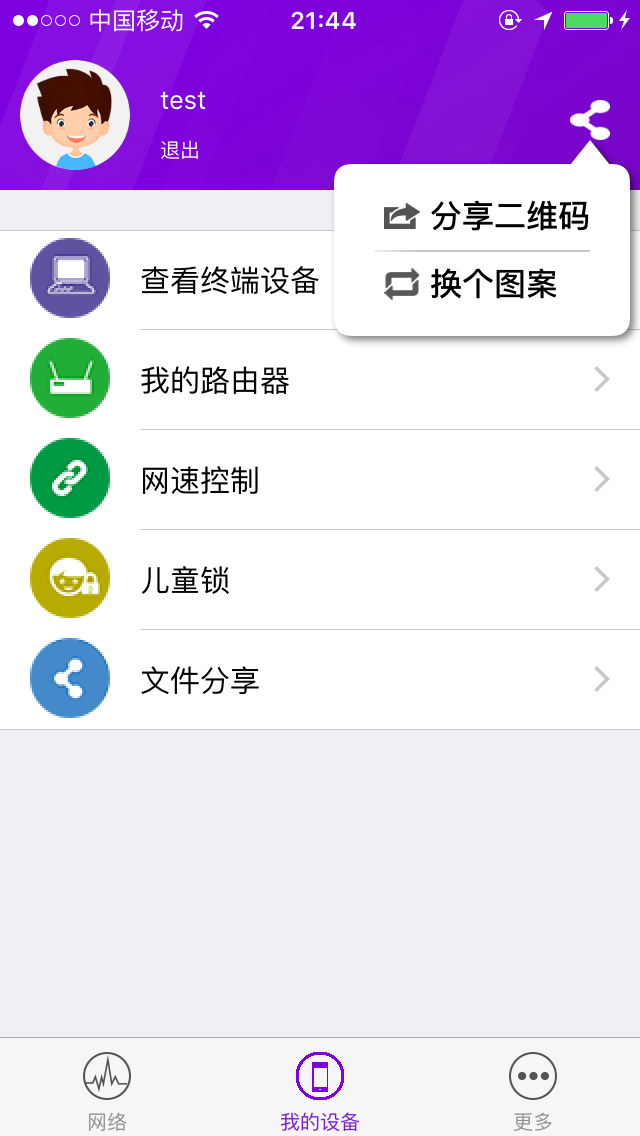 中国移动 21:44
test
退出
分享二维码
换个图案
查看终端设备
我的路由器
网速控制
儿童锁
文件分享
网络 我的设备 更多